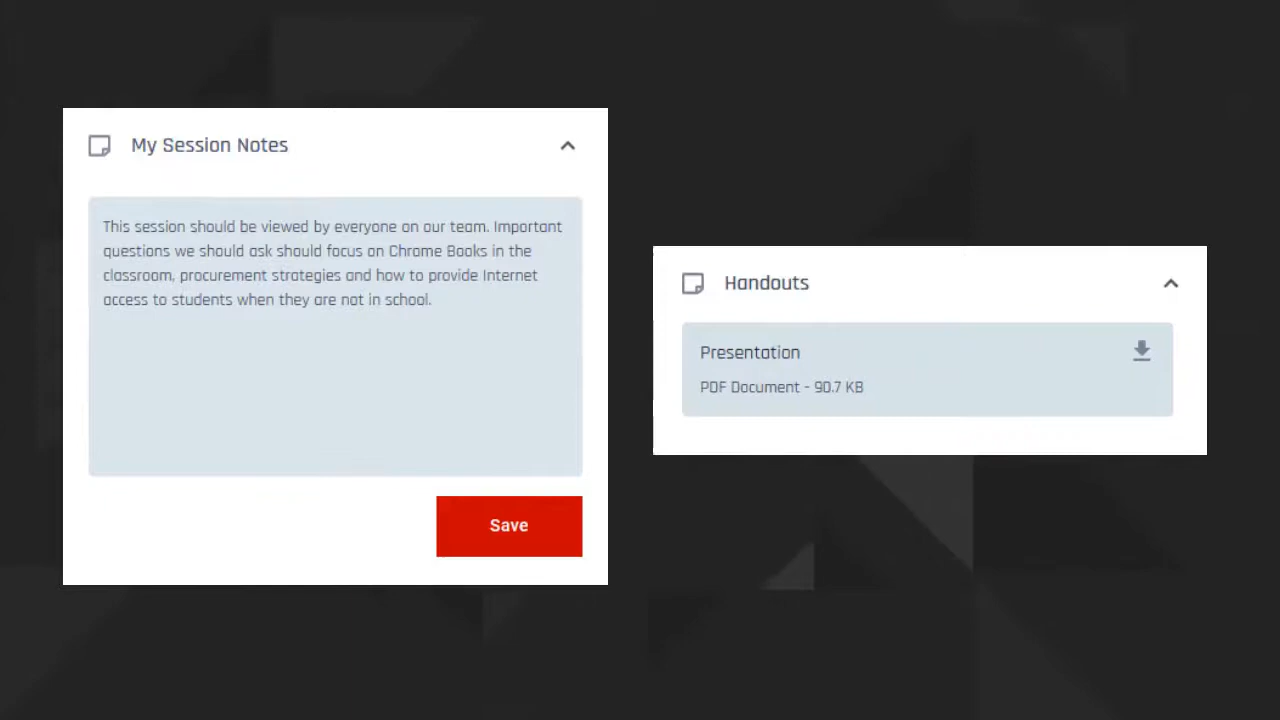 My Session Notes
This session should be viewed by everyone on our team. Important
questions we should ask should focus on Chrome Books in the
classroom, procurement strategies and how to provide Internet
access to students when they are not in school.
Save
Handouts
Presentation
PDF Document - 90.7 KB